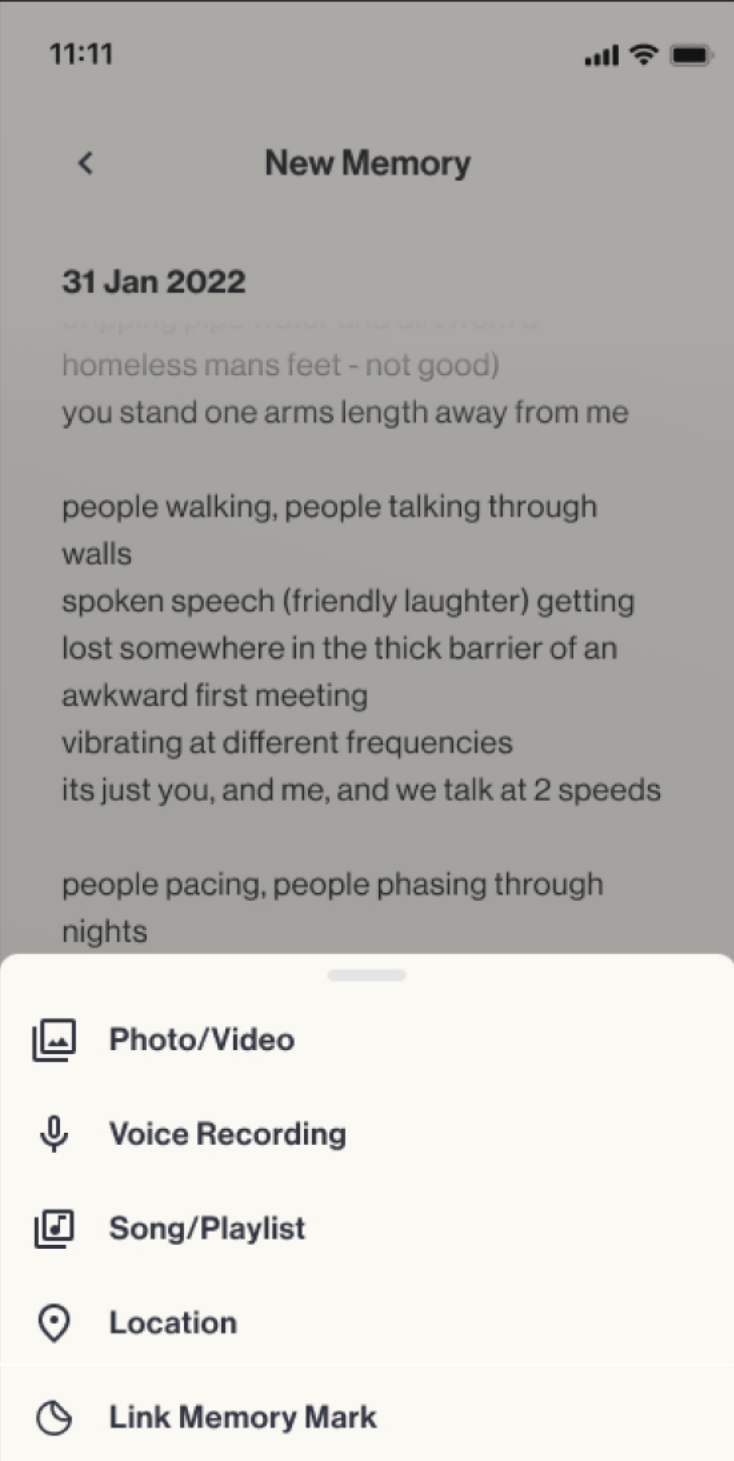 11:11
New Memory
31 Jan 2022
homeless mans feet - not good)
you stand one arms length away from me
people walking, people talking through
walls
spoken speech (friendly laughter) getting
lost somewhere in the thick barrier of an
awkward first meeting
vibrating at different frequencies
its just you, and me, and we talk at 2 speeds
people pacing, people phasing through
nights
Photo/Video
Voice Recording
Song/Playlist
Location
Link Memory Mark